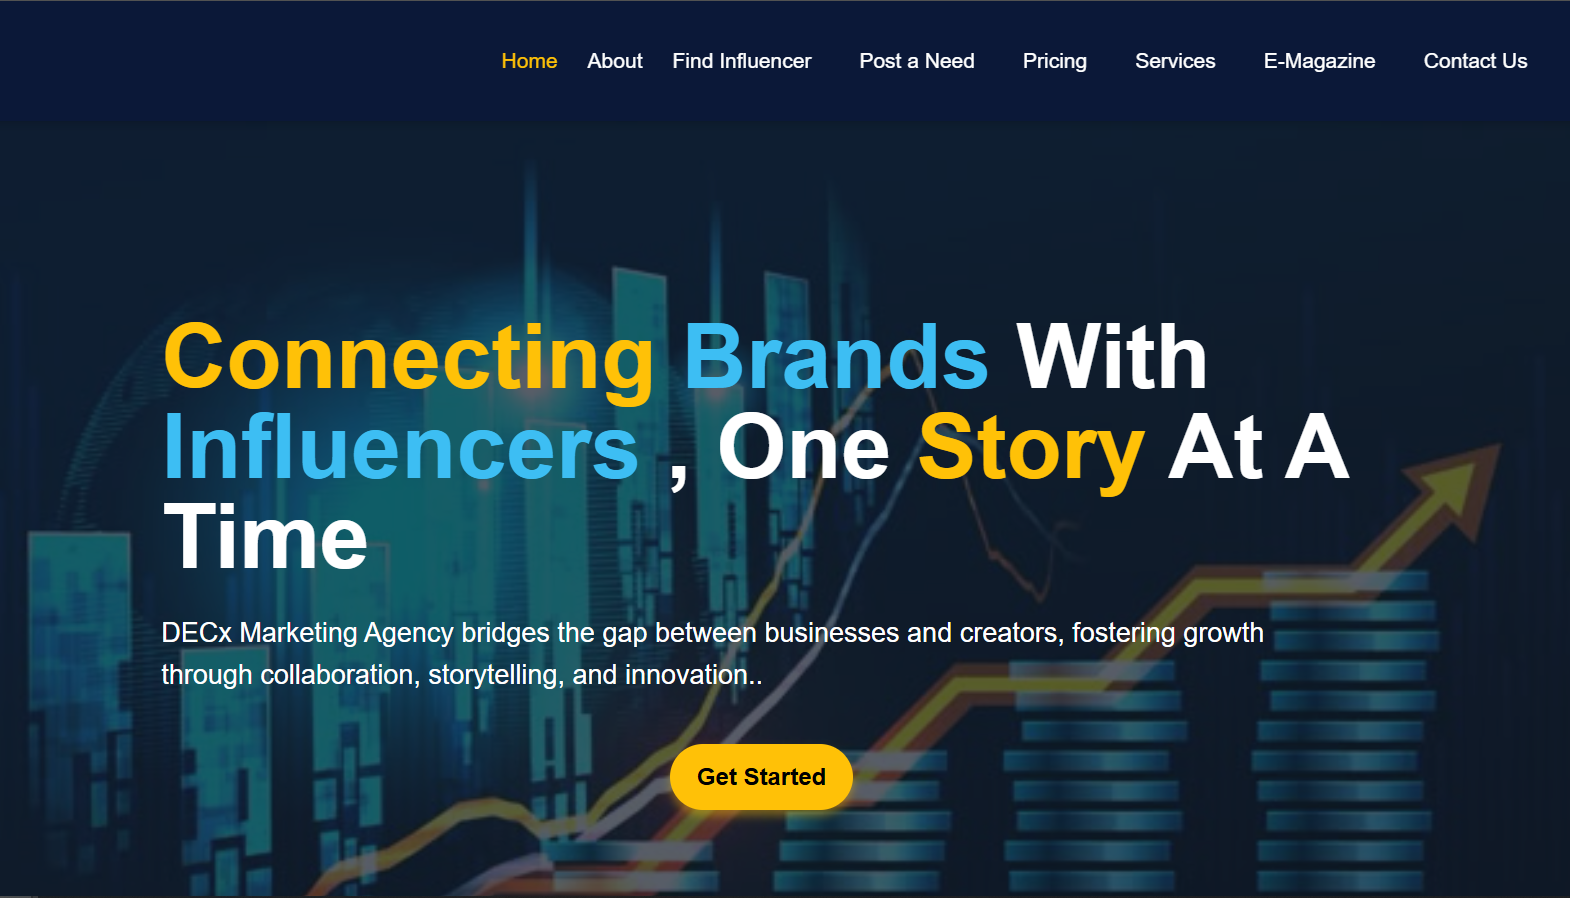 Home About Find Influencer Post a Need Pricing Services E-Magazine Contact Us
Connecting Brands With
Influencers , One Story At A
Time
DECx Marketing Agency bridges the gap between businesses and creators, fostering growth
through collaboration, storytelling, and innovation..
Get Started